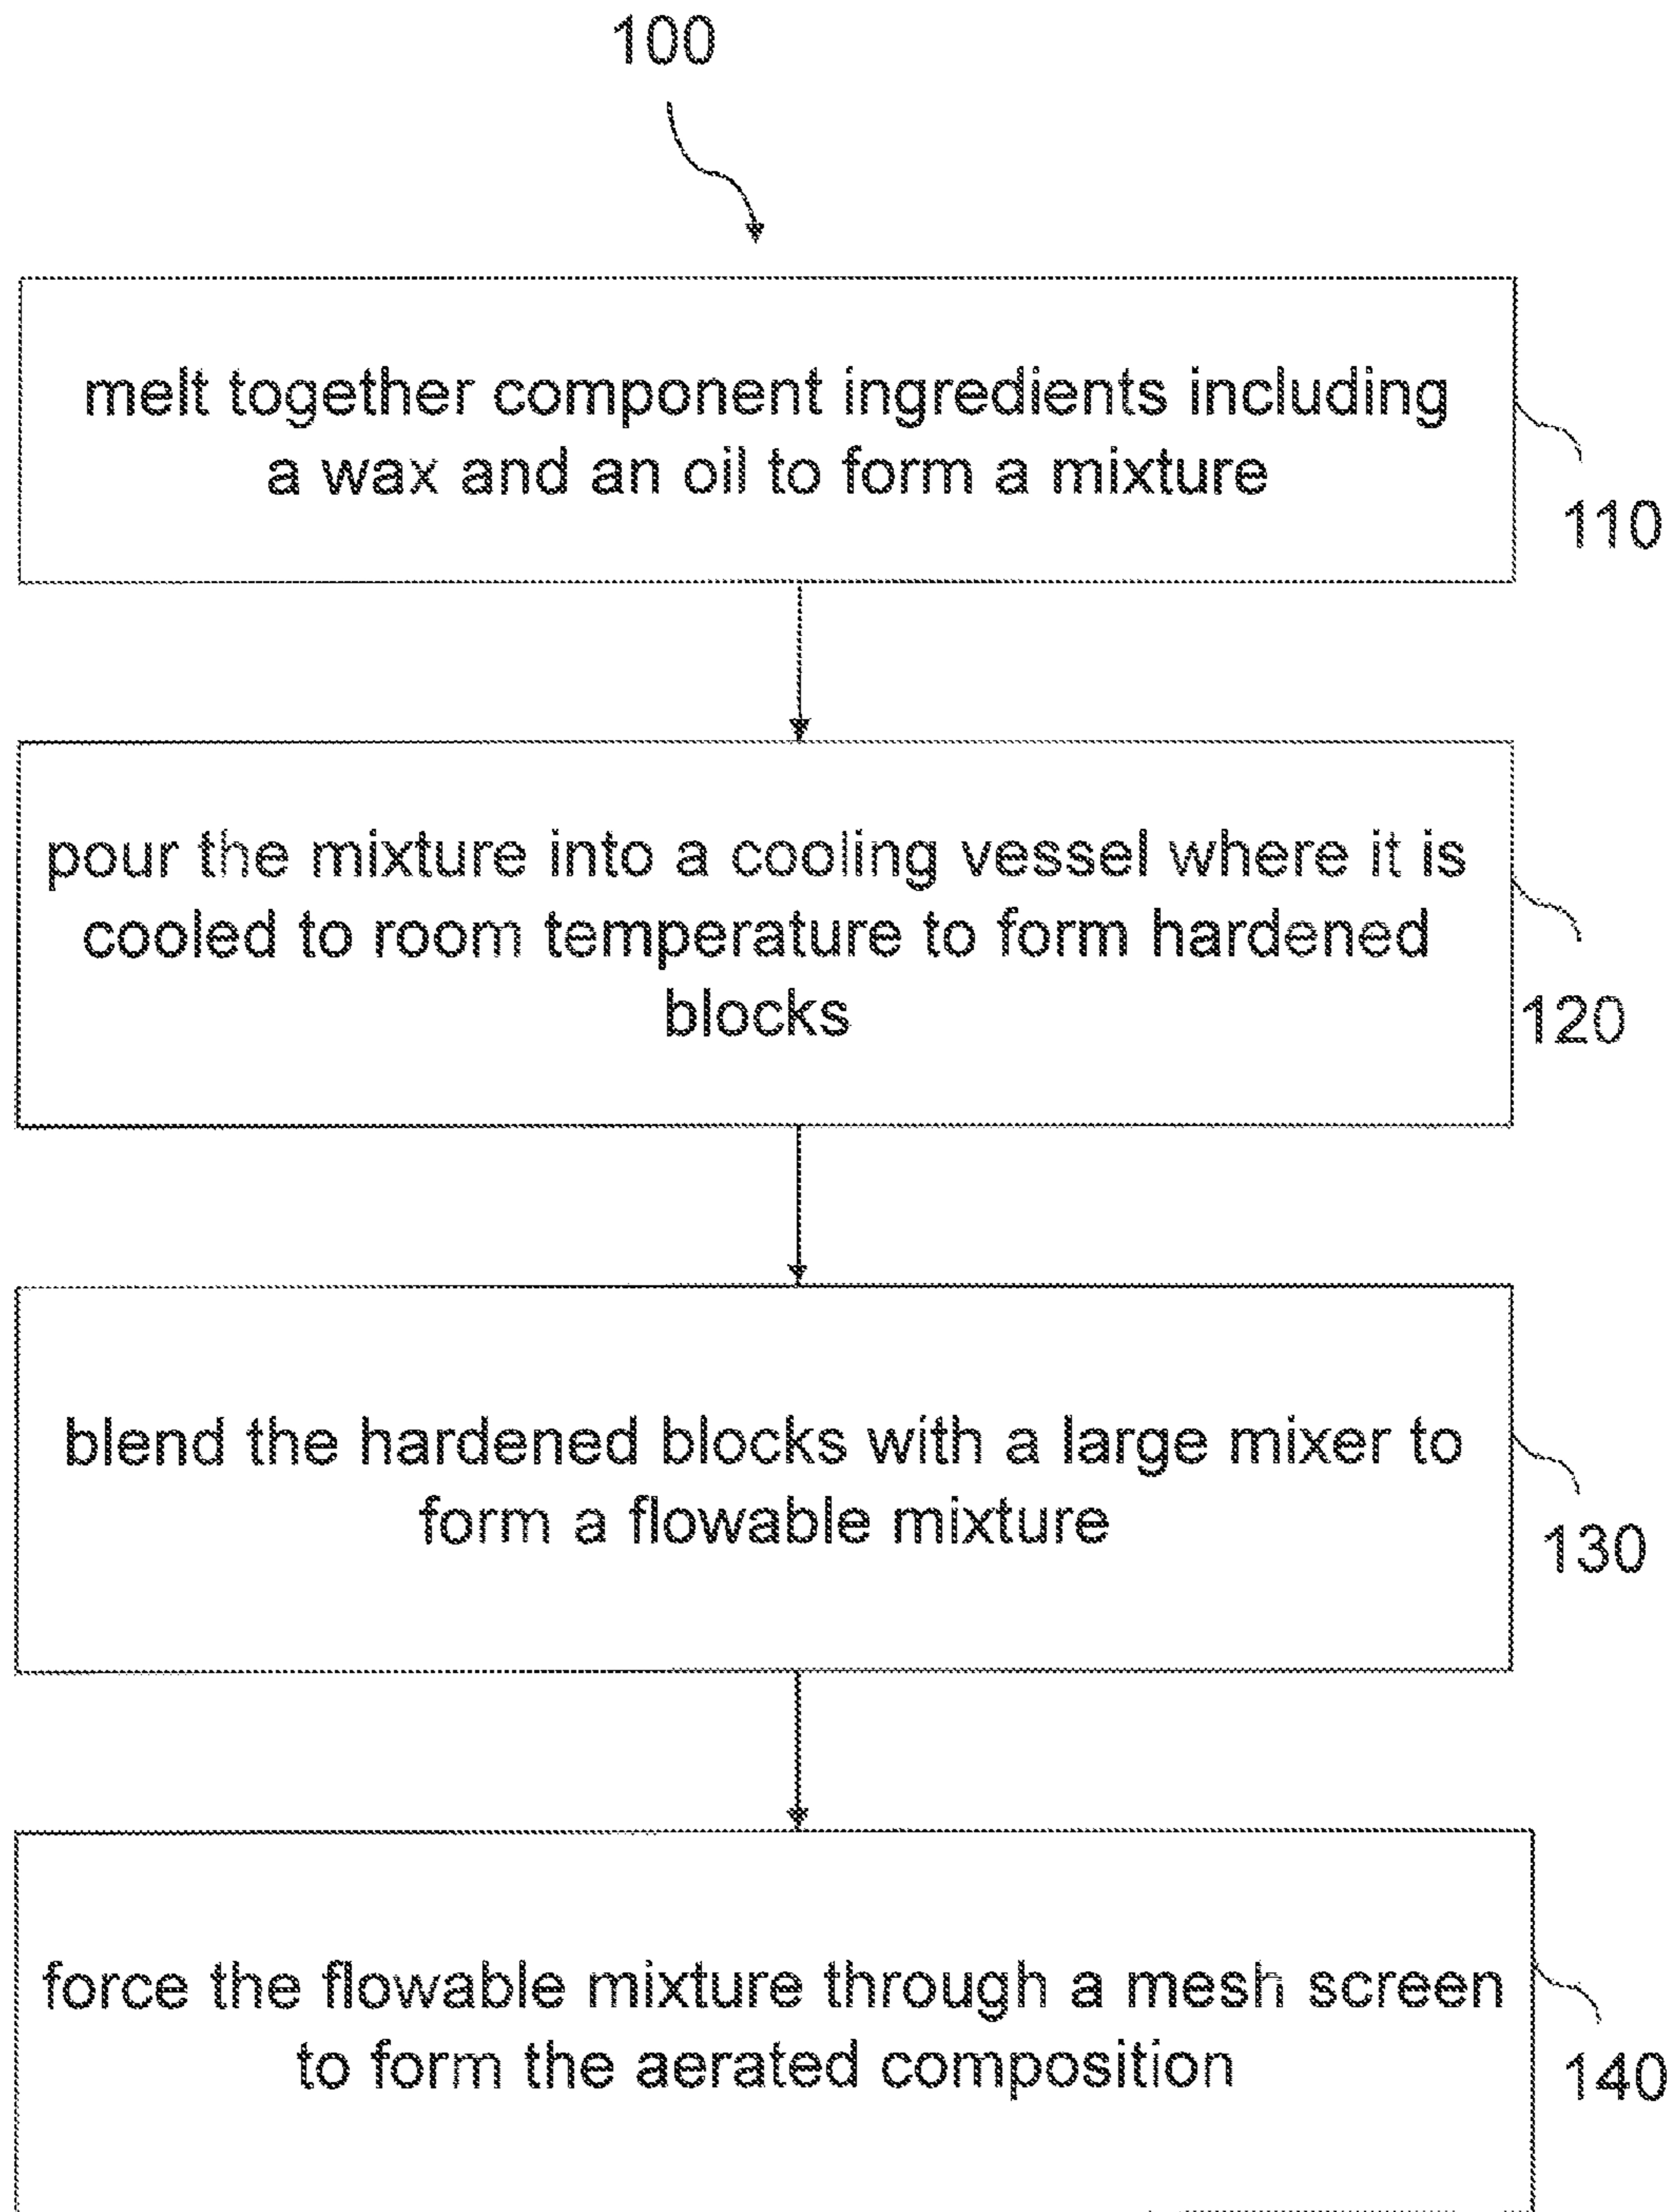 100
melt together component ingredients including
a wax and an oil to form a mixture
110
pour the mixture into a cooling vessel where it is
cooled to room temperature to form hardened
blocks
120
blend the hardened blocks with a large mixer to
form a flowable mixture
130
force the flowable mixture through a mesh screen
to form the aerated composition
140